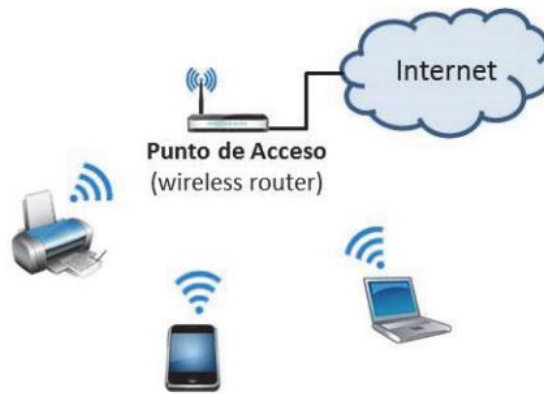 Internet
Punto de Acceso
(wireless router)